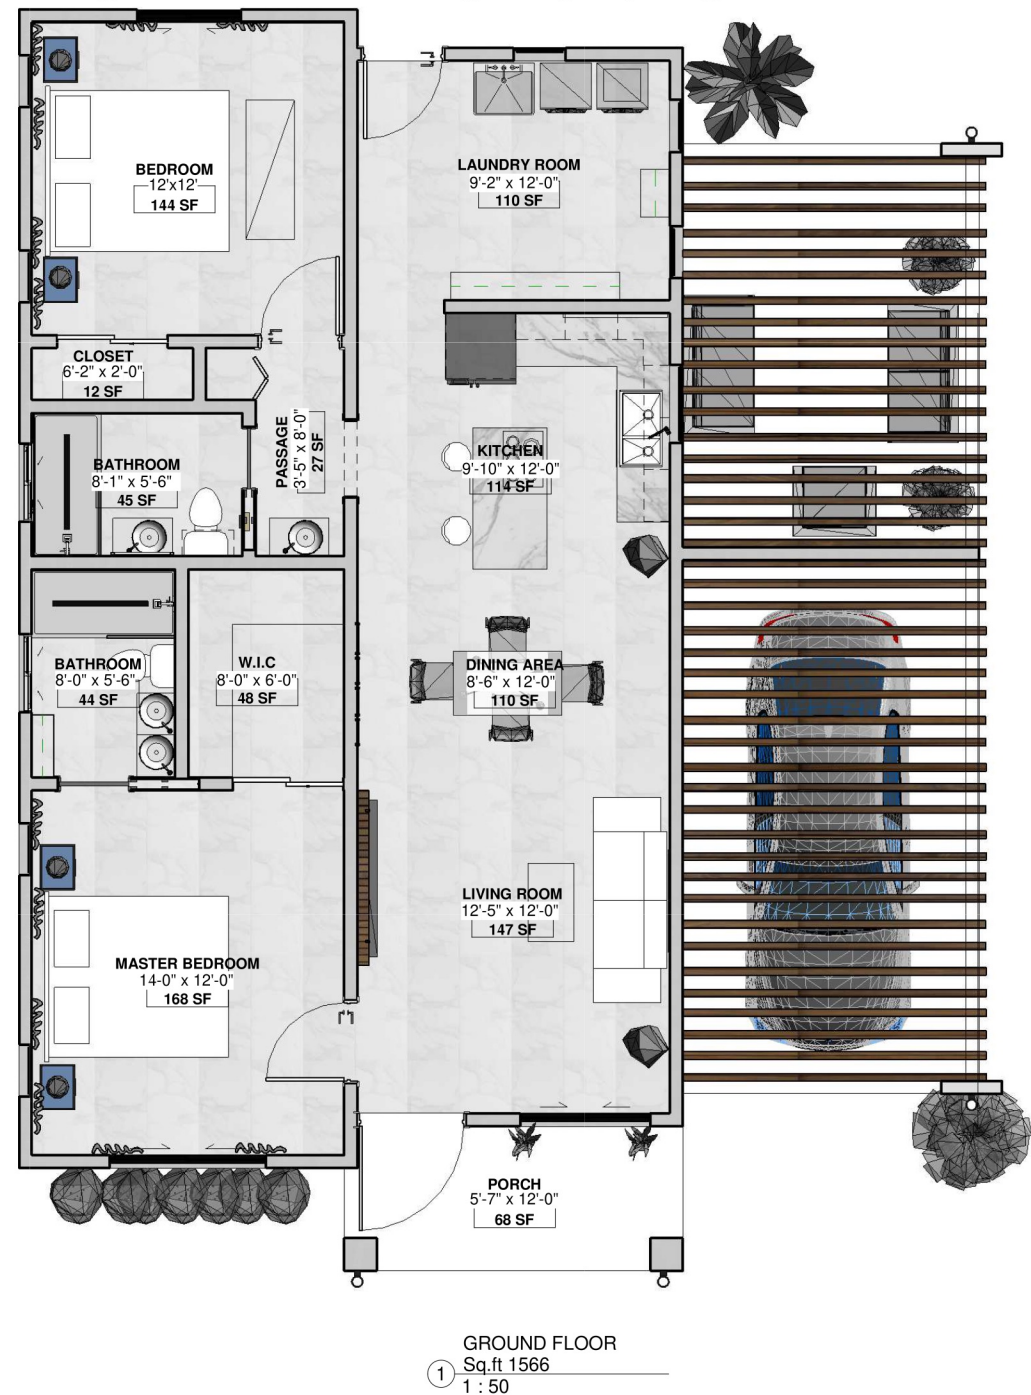 BEDROOM
12'x12'
144 SF
LAUNDRY ROOM
9'-2" x 12'-0"
110 SF
CLOSET
6'-2" x 2'-0"
12 SF
PASSAGE
3'-5" x 8'-0"
27 SF
BATHROOM
8'-1" x 5'-6"
45 SF
KITCHEN
9'-10" x 12'-0"
114 SF
BATHROOM
8'-0" x 5'-6"
44 SF
W.I.C
8'-0" x 6'-0"
48 SF
DINING AREA
8'-6" x 12'-0"
110 SF
LIVING ROOM
12'-5" x 12'-0"
147 SF
MASTER BEDROOM
14-0" x 12'-0"
168 SF
PORCH
5'-7" x 12'-0"
68 SF
GROUND FLOOR
1 Sq.ft 1566
1 : 50